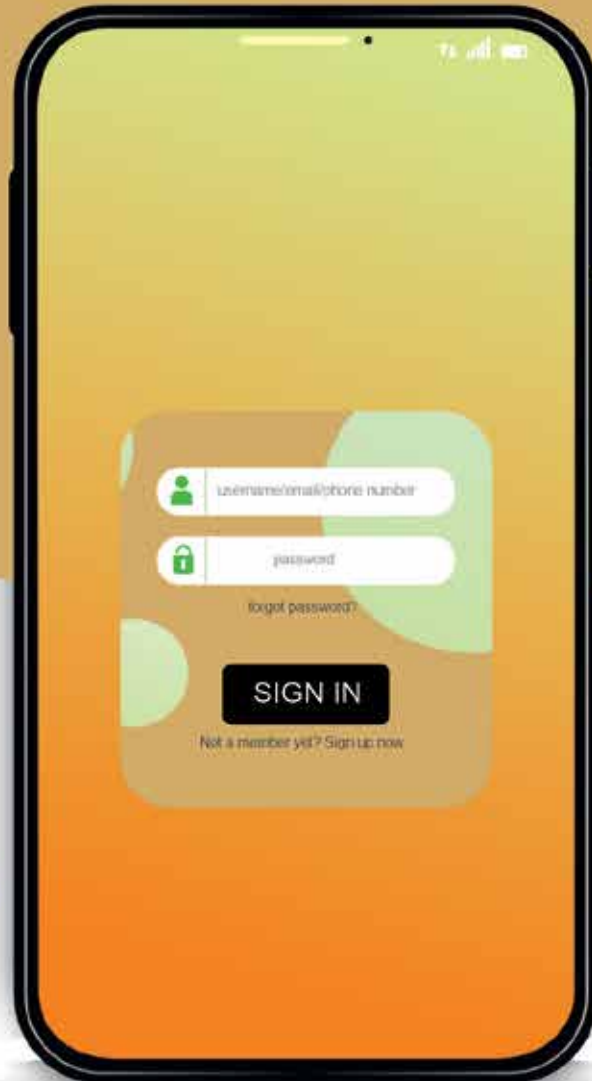 username/email/phone number
password
forgot password?
SIGN IN
Not a member yet? Sign up now